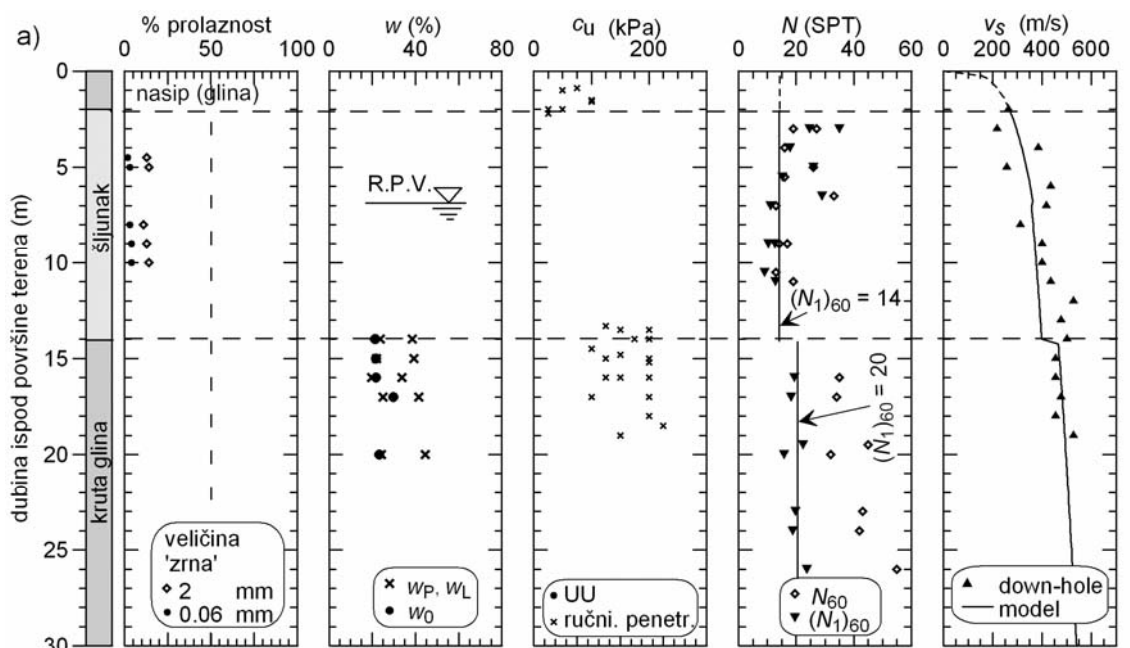 a)
% prolaznost
0 50 100
w (%)
0 40 80
cu (kPa)
0 200
N (SPT)
0 20 40 60
vS (m/s)
0 200 400 600
dubina ispod površine terena (m)
0
5
10
15
20
26
30
šljunak
kruta glina
nasip (glina)
R.P.V.
(N1)60 = 14
(N1)60 = 20
veličina
'zrna'
2 mm
0.06 mm
wP, wL
w0
UU
ručni. penetr.
N60
(N1)60
down-hole
model